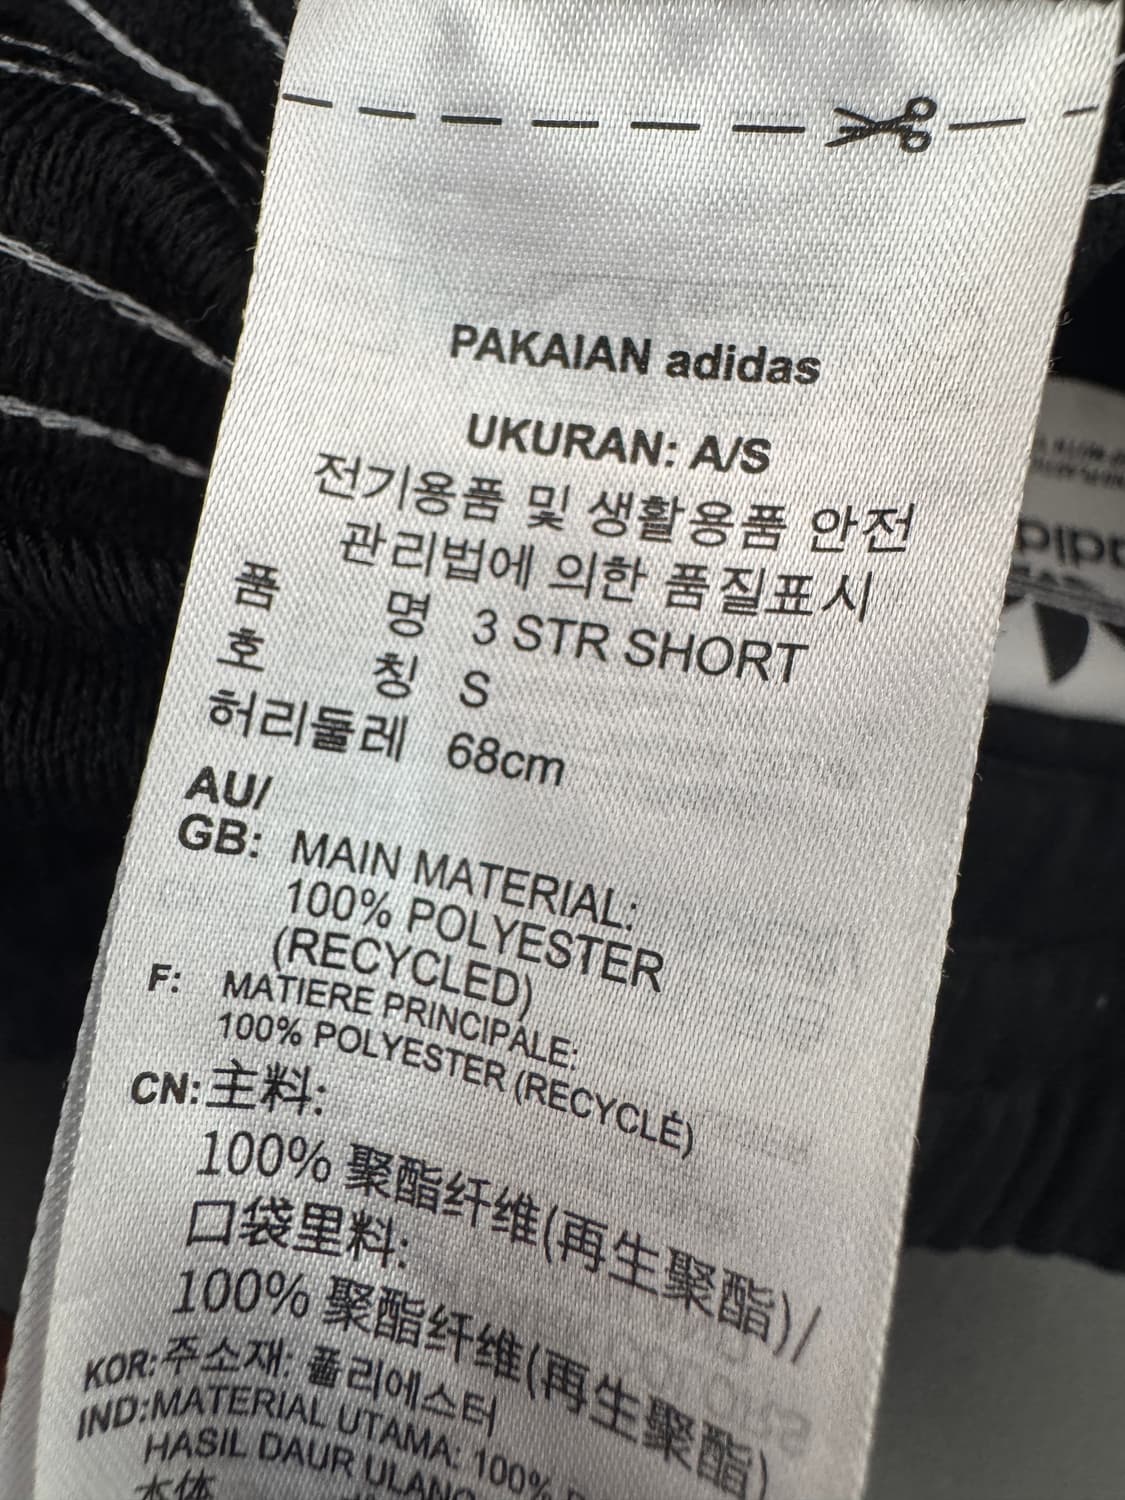 PAKAIAN adidas
UKURAN: A/S
전기용품 및 생활용품 안전
관리법에 의한 품질표시
품 명 3 STR SHORT
호 칭 S
허리둘레 68cm
AU/
GB: MAIN MATERIAL:
100% POLYESTER
(RECYCLED)
F: MATIERE PRINCIPALE:
100% POLYESTER (RECYCLÉ)
CN:主料:
100% 聚酯纤维(再生聚酯)/
口袋里料:
100% 聚酯纤维(再生聚酯)
KOR:주소재: 폴리에스터
IND:MATERIAL UTAMA: 100%
HASIL DAUR ULANG
本体